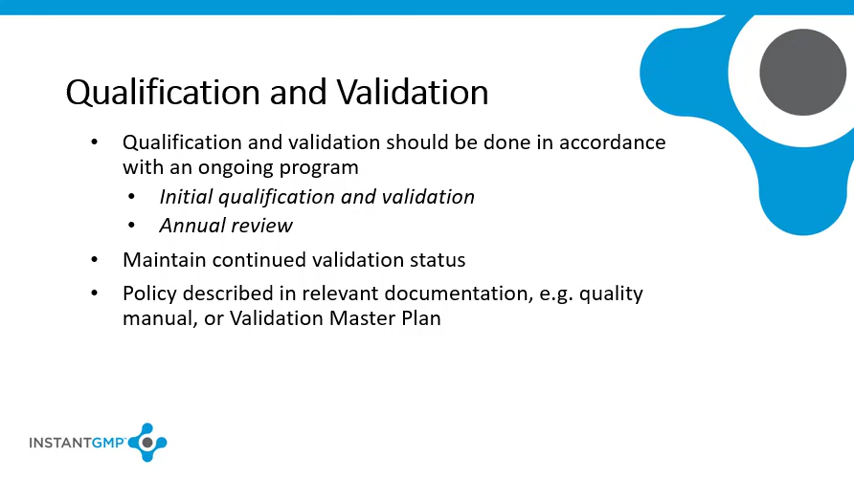 Qualification and Validation
• Qualification and validation should be done in accordance
with an ongoing program
• Initial qualification and validation
• Annual review
• Maintain continued validation status
• Policy described in relevant documentation, e.g. quality
manual, or Validation Master Plan
INSTANTGMP™